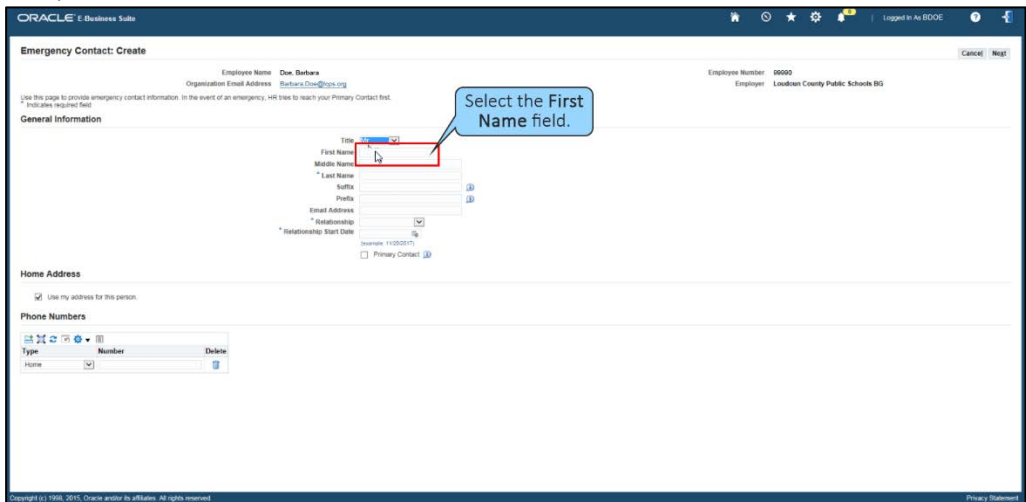 ORACLE E-Business Suite
0
Logged In As BDOE
Emergency Contact: Create
Cancel Next
Employee Name Doe, Barbara
Employee Number 99990
Organization Email Address Barbara.Doe@lcps.org
Employer Loudoun County Public Schools BG
Use this page to provide emergency contact information. In the event of an emergency, HR tries to reach your Primary Contact first.
* Indicates required field
General Information
Select the First
Name field.
Title Mr.
First Name
Middle Name
* Last Name
Suffix
Prefix
Email Address
* Relationship
* Relationship Start Date
(example: 11/20/2017)
Primary Contact
Home Address
Use my address for this person.
Phone Numbers
Type Number Delete
Home
Copyright (c) 1998, 2015, Oracle and/or its affiliates. All rights reserved.
Privacy Statement